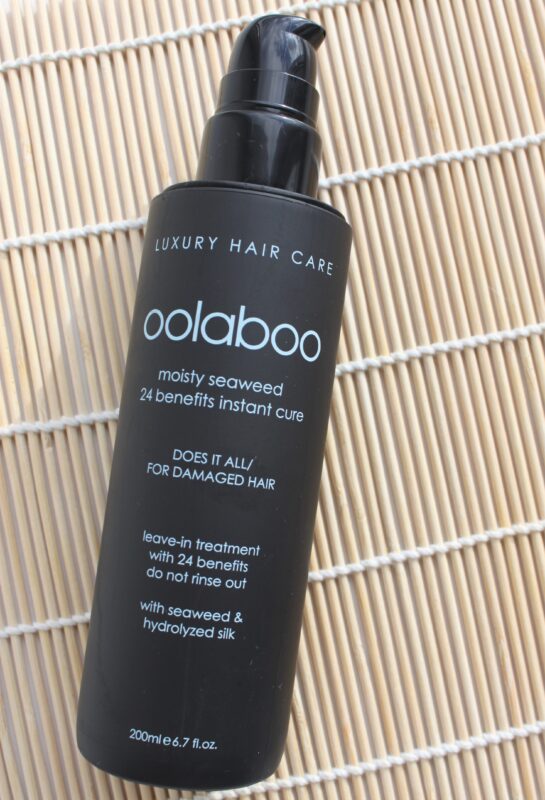 LUXURY HAIR CARE
oolaboo
moisty seaweed
24 benefits instant cure
DOES IT ALL/
FOR DAMAGED HAIR
leave-in treatment
with 24 benefits
do not rinse out
with seaweed &
hydrolyzed silk
200ml e 6.7 fl.oz.